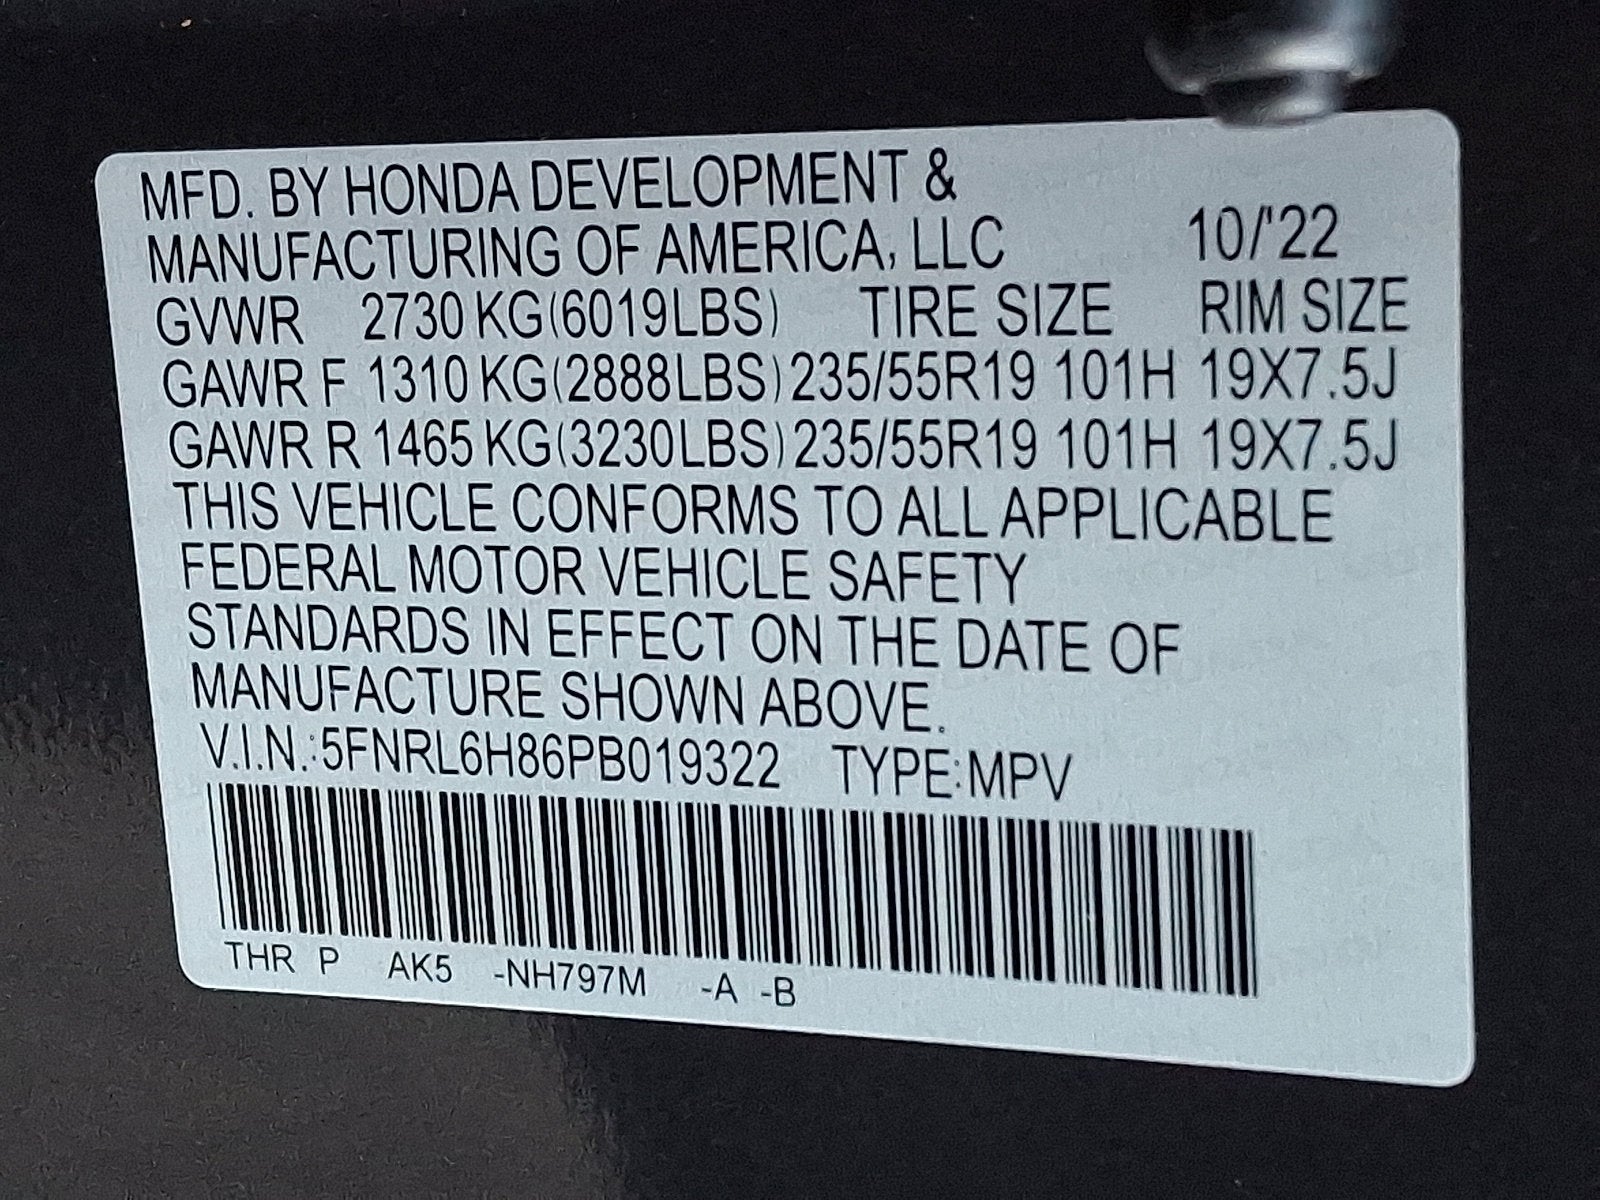 MFD. BY HONDA DEVELOPMENT &
MANUFACTURING OF AMERICA, LLC 10/'22
GVWR 2730 KG(6019LBS) TIRE SIZE RIM SIZE
GAWR F 1310 KG(2888LBS) 235/55R19 101H 19X7.5J
GAWR R 1465 KG(3230LBS) 235/55R19 101H 19X7.5J
THIS VEHICLE CONFORMS TO ALL APPLICABLE
FEDERAL MOTOR VEHICLE SAFETY
STANDARDS IN EFFECT ON THE DATE OF
MANUFACTURE SHOWN ABOVE.
V.I.N.:5FNRL6H86PB019322 TYPE:MPV
THR P AK5 -NH797M -A -B